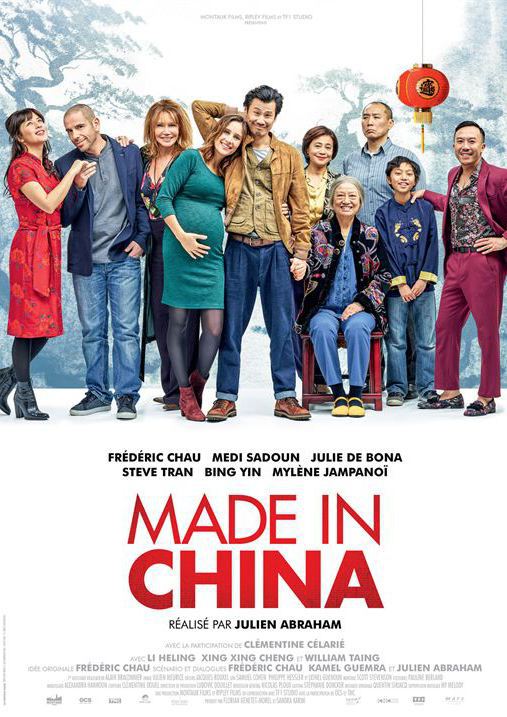 MONTAUK FILMS, RIPLEY FILMS ET TF1 STUDIO
PRÉSENTENT
FRÉDÉRIC CHAU MEDI SADOUN JULIE DE BONA
STEVE TRAN BING YIN MYLÈNE JAMPANOÏ
MADE IN
CHINA
RÉALISÉ PAR JULIEN ABRAHAM
AVEC LA PARTICIPATION DE CLÉMENTINE CÉLARIÉ
AVEC LI HELING XING XING CHENG ET WILLIAM TAING
IDÉE ORIGINALE FRÉDÉRIC CHAU SCÉNARIO ET DIALOGUES FRÉDÉRIC CHAU KAMEL GUEMRA ET JULIEN ABRAHAM